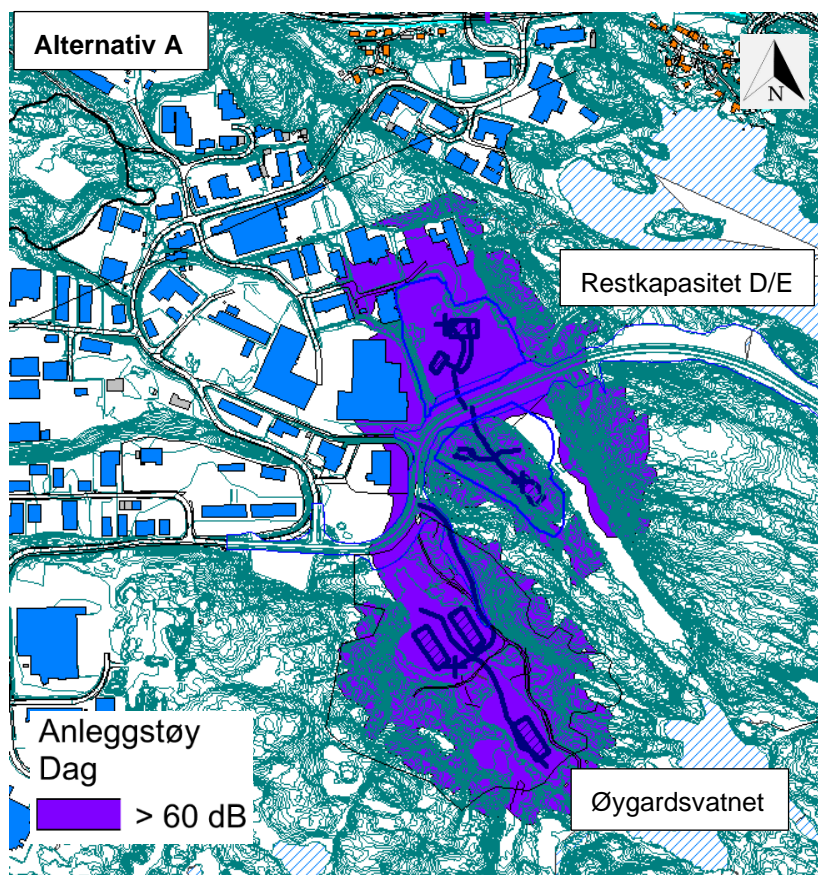 Alternativ A
N
Restkapasitet D/E
Anleggstøy
Dag
> 60 dB
Øygardsvatnet